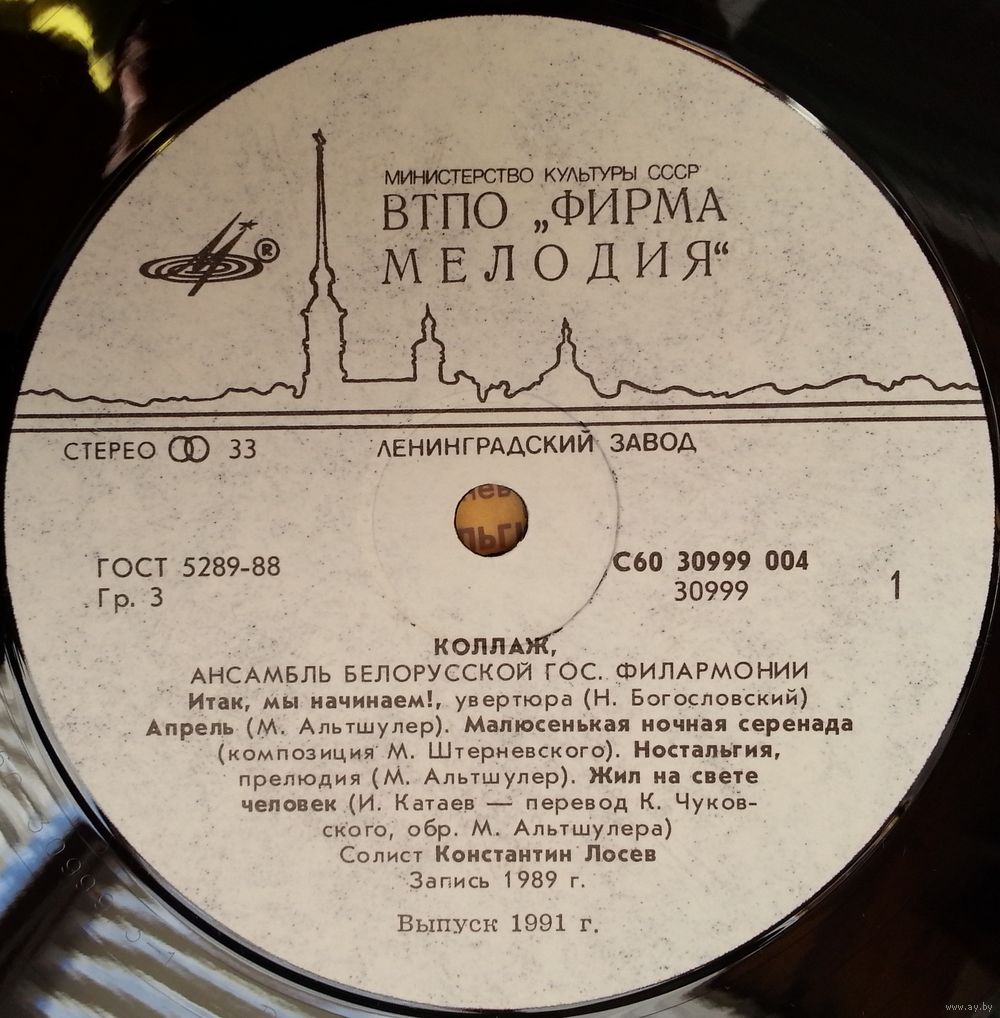 МИНИСТЕРСТВО КУЛЬТУРЫ СССР
ВТПО „ФИРМА
МЕЛОДИЯ“
®
СТЕРЕО 33
ЛЕНИНГРАДСКИЙ ЗАВОД
ГОСТ 5289-88
Гр. 3
С60 30999 004
30999
1
КОЛЛАЖ,
АНСАМБЛЬ БЕЛОРУССКОЙ ГОС. ФИЛАРМОНИИ
Итак, мы начинаем!, увертюра (Н. Богословский)
Апрель (М. Альтшулер). Малюсенькая ночная серенада
(композиция М. Штерневского). Ностальгия,
прелюдия (М. Альтшулер). Жил на свете
человек (И. Катаев — перевод К. Чуков-
ского, обр. М. Альтшулера)
Солист Константин Лосев
Запись 1989 г.
Выпуск 1991 г.
www.ay.by